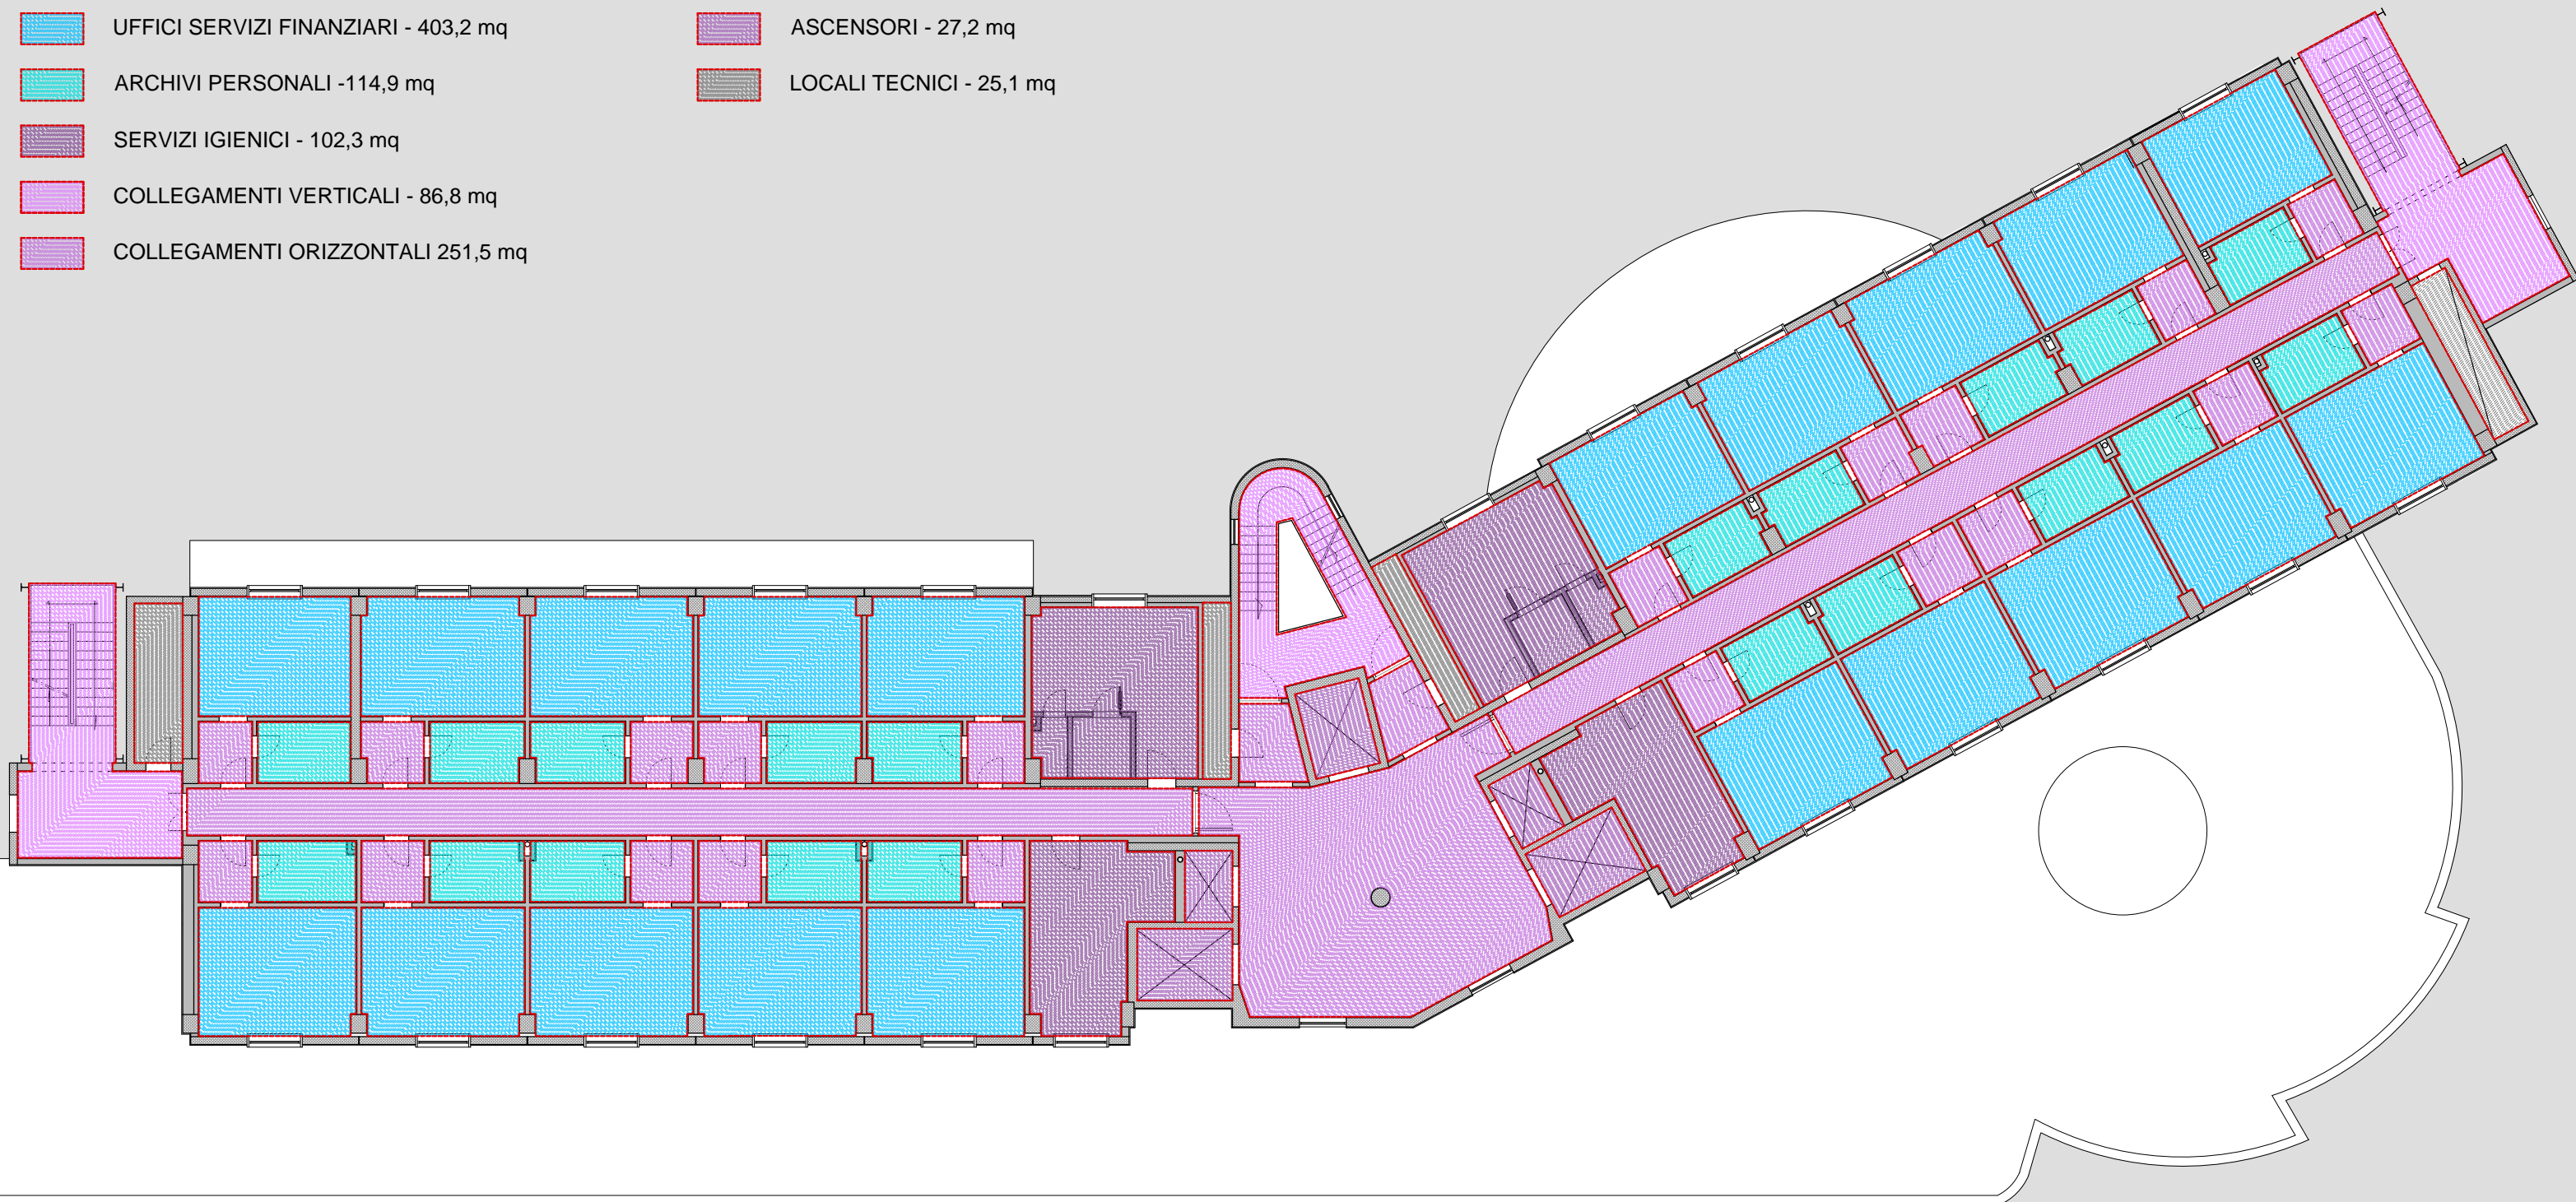 UFFICI SERVIZI FINANZIARI - 403,2 mq
ARCHIVI PERSONALI -114,9 mq
SERVIZI IGIENICI - 102,3 mq
COLLEGAMENTI VERTICALI - 86,8 mq
COLLEGAMENTI ORIZZONTALI 251,5 mq
ASCENSORI - 27,2 mq
LOCALI TECNICI - 25,1 mq